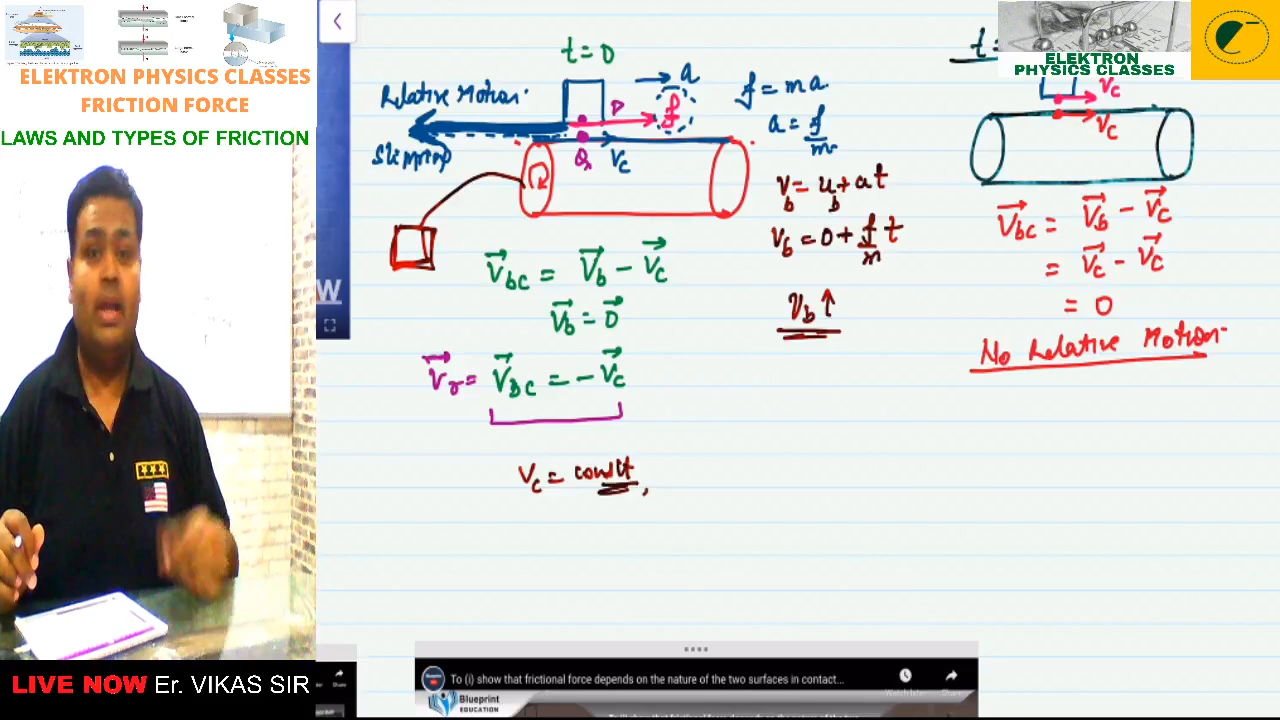 ELEKTRON PHYSICS CLASSES
FRICTION FORCE
LAWS AND TYPES OF FRICTION
LIVE NOW Er. VIKAS SIR
t = 0
Relative Motion.
Slipping
a
P
f
Q
Vc
f = ma
a = f/m
Vb = ub + at
Vb = 0 + f/m t
Vb ↑
V⃗bc = V⃗b − V⃗c
V⃗b = 0⃗
V⃗r = V⃗bc = − V⃗c
Vc = constt,
W
t =
ELEKTRON
PHYSICS CLASSES
Vc
Vc
V⃗bc = V⃗b − V⃗c
= V⃗c − V⃗c
= 0
No Relative Motion.
To (i) show that frictional force depends on the nature of the two surfaces in contact...
Blueprint
EDUCATION